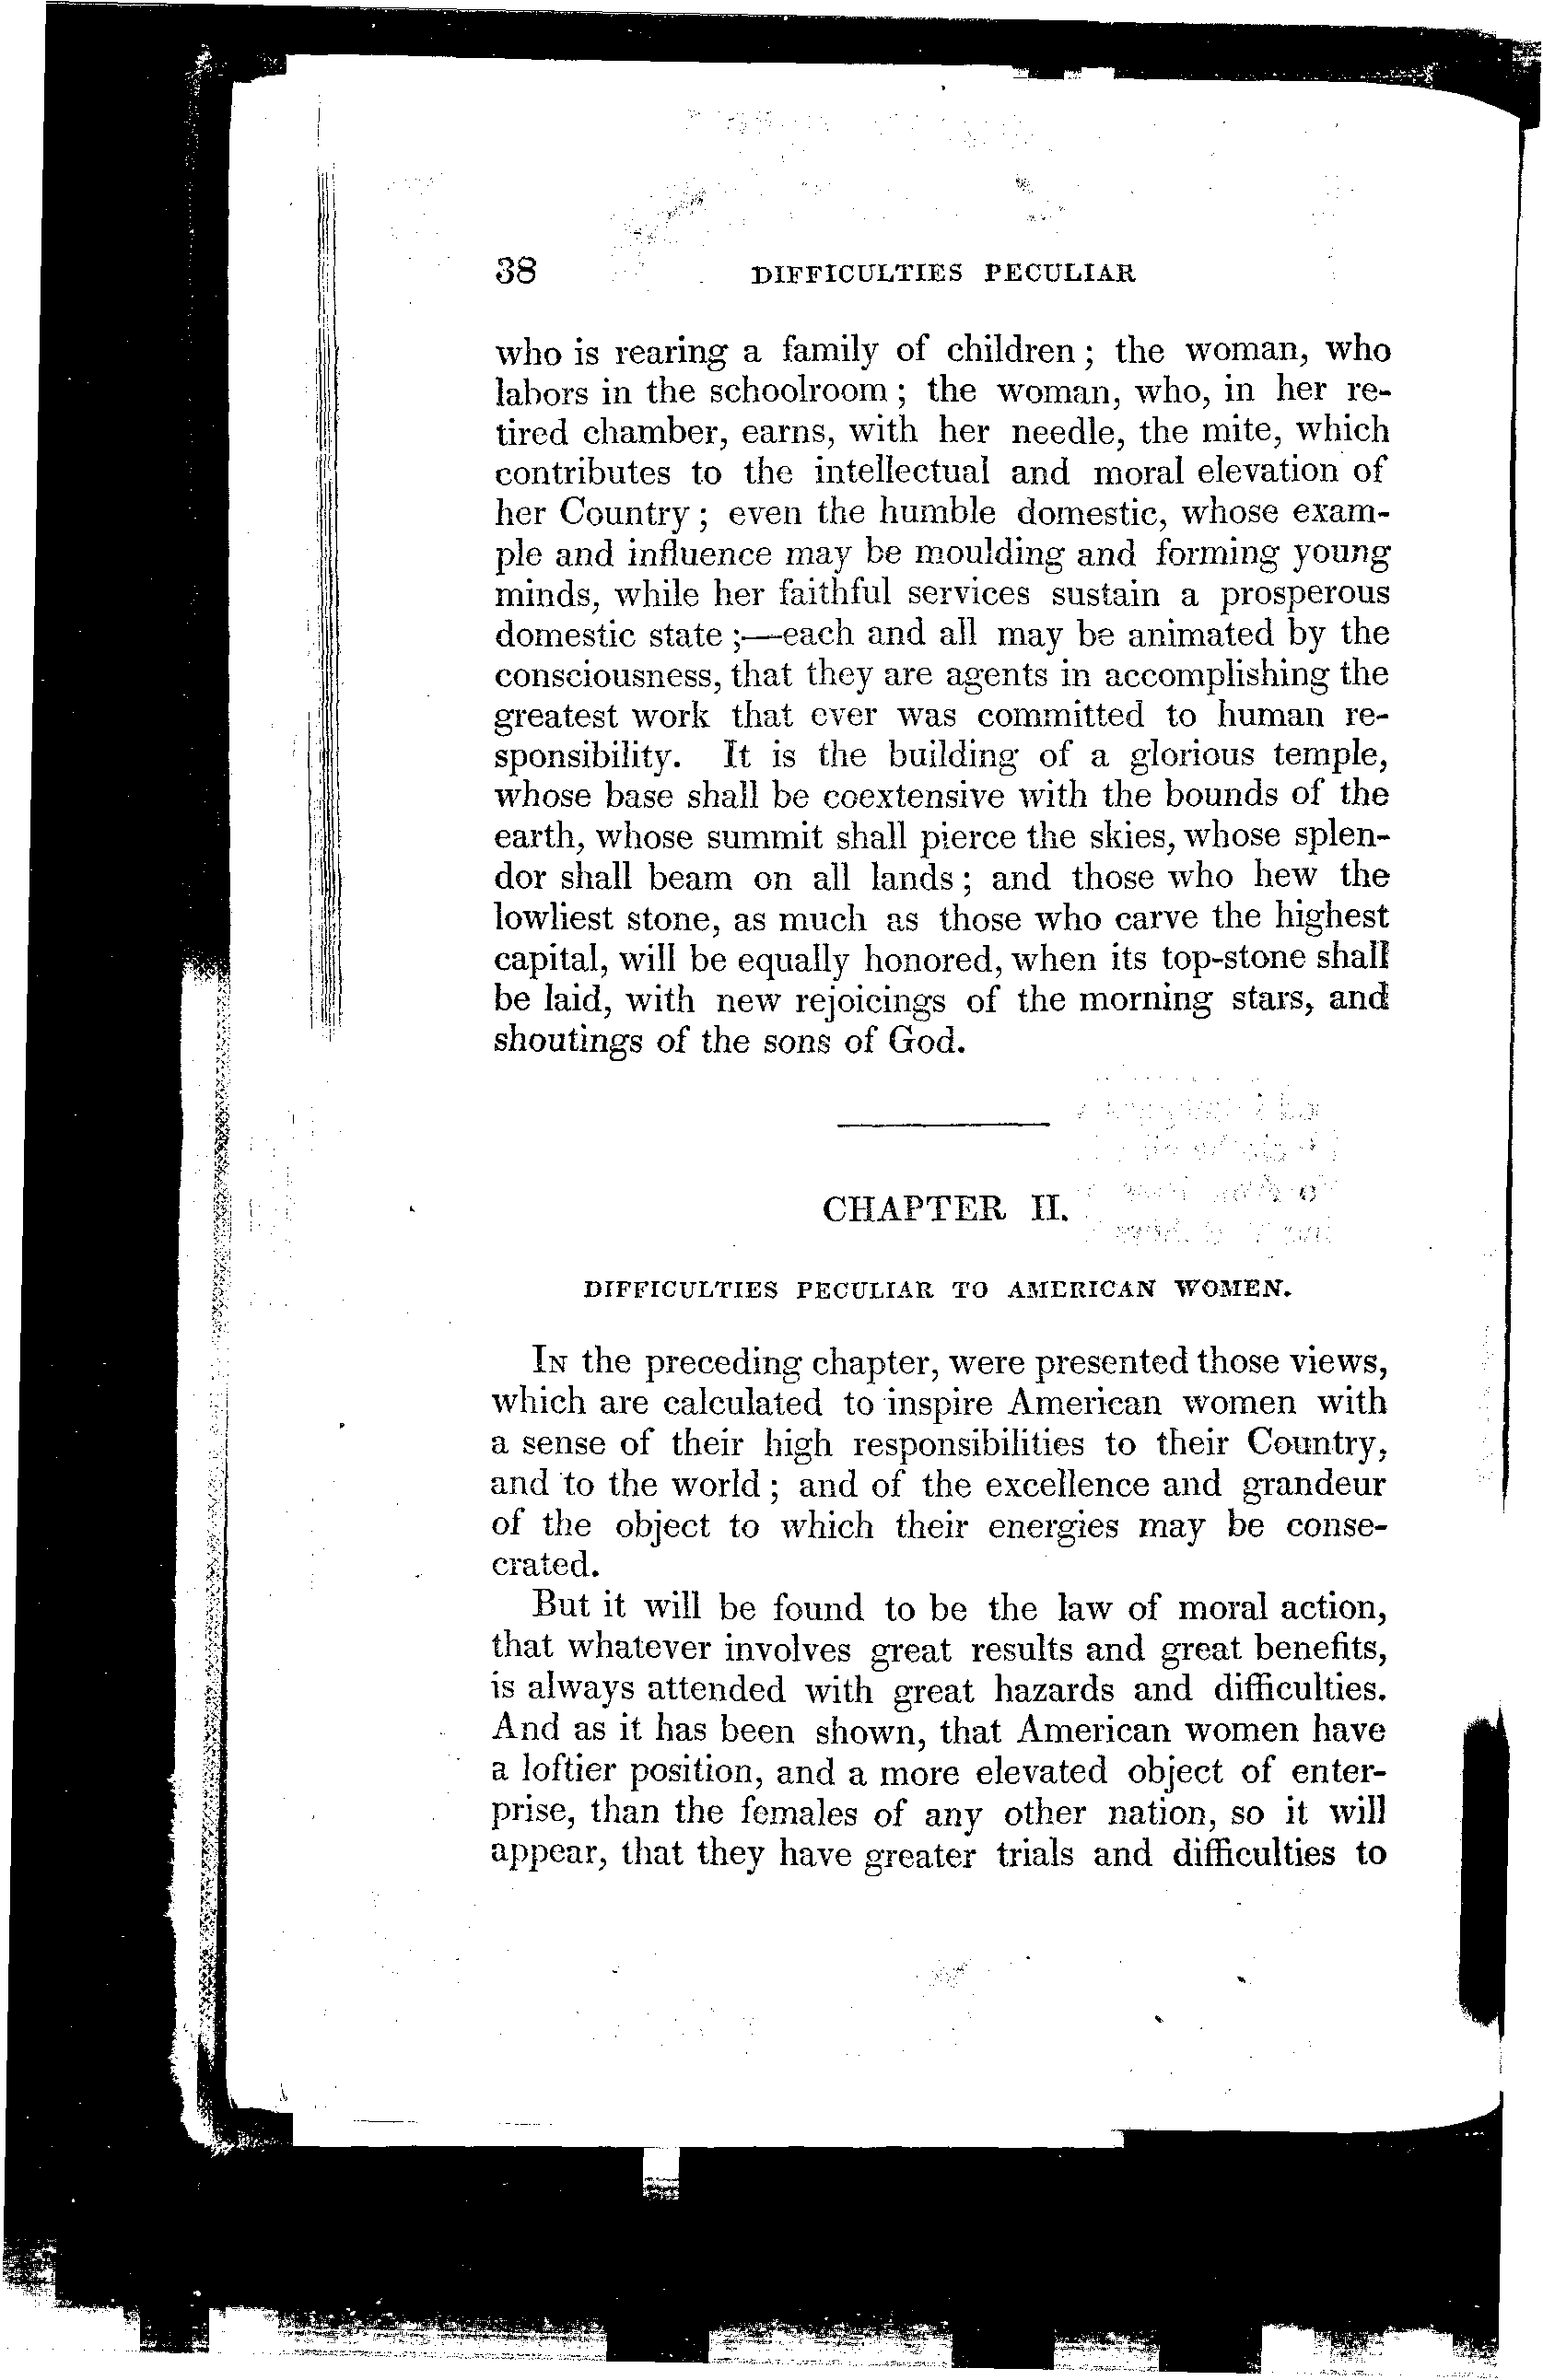 38 DIFFICULTIES PECULIAR
who is rearing a family of children; the woman, who
labors in the schoolroom; the woman, who, in her re-
tired chamber, earns, with her needle, the mite, which
contributes to the intellectual and moral elevation of
her Country; even the humble domestic, whose exam-
ple and influence may be moulding and forming young
minds, while her faithful services sustain a prosperous
domestic state;—each and all may be animated by the
consciousness, that they are agents in accomplishing the
greatest work that ever was committed to human re-
sponsibility. It is the building of a glorious temple,
whose base shall be coextensive with the bounds of the
earth, whose summit shall pierce the skies, whose splen-
dor shall beam on all lands; and those who hew the
lowliest stone, as much as those who carve the highest
capital, will be equally honored, when its top-stone shall
be laid, with new rejoicings of the morning stars, and
shoutings of the sons of God.
CHAPTER II.
DIFFICULTIES PECULIAR TO AMERICAN WOMEN.
In the preceding chapter, were presented those views,
which are calculated to inspire American women with
a sense of their high responsibilities to their Country,
and to the world; and of the excellence and grandeur
of the object to which their energies may be conse-
crated.
But it will be found to be the law of moral action,
that whatever involves great results and great benefits,
is always attended with great hazards and difficulties.
And as it has been shown, that American women have
a loftier position, and a more elevated object of enter-
prise, than the females of any other nation, so it will
appear, that they have greater trials and difficulties to